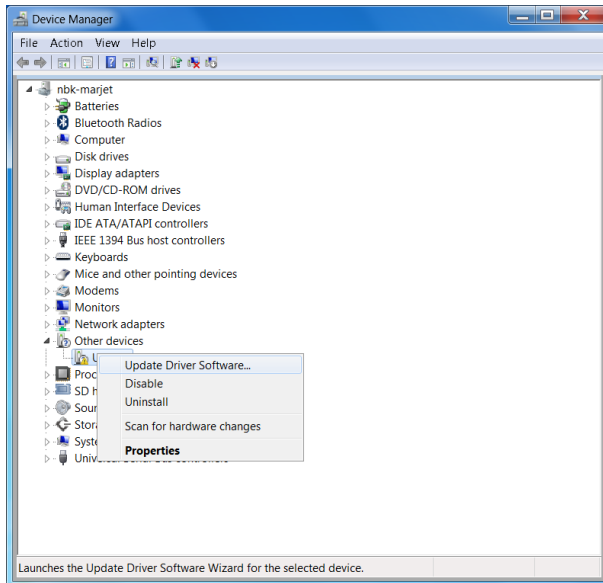 Device Manager
File Action View Help
nbk-marjet
Batteries
Bluetooth Radios
Computer
Disk drives
Display adapters
DVD/CD-ROM drives
Human Interface Devices
IDE ATA/ATAPI controllers
IEEE 1394 Bus host controllers
Keyboards
Mice and other pointing devices
Modems
Monitors
Network adapters
Other devices
Update Driver Software...
Disable
Uninstall
Scan for hardware changes
Properties
Launches the Update Driver Software Wizard for the selected device.